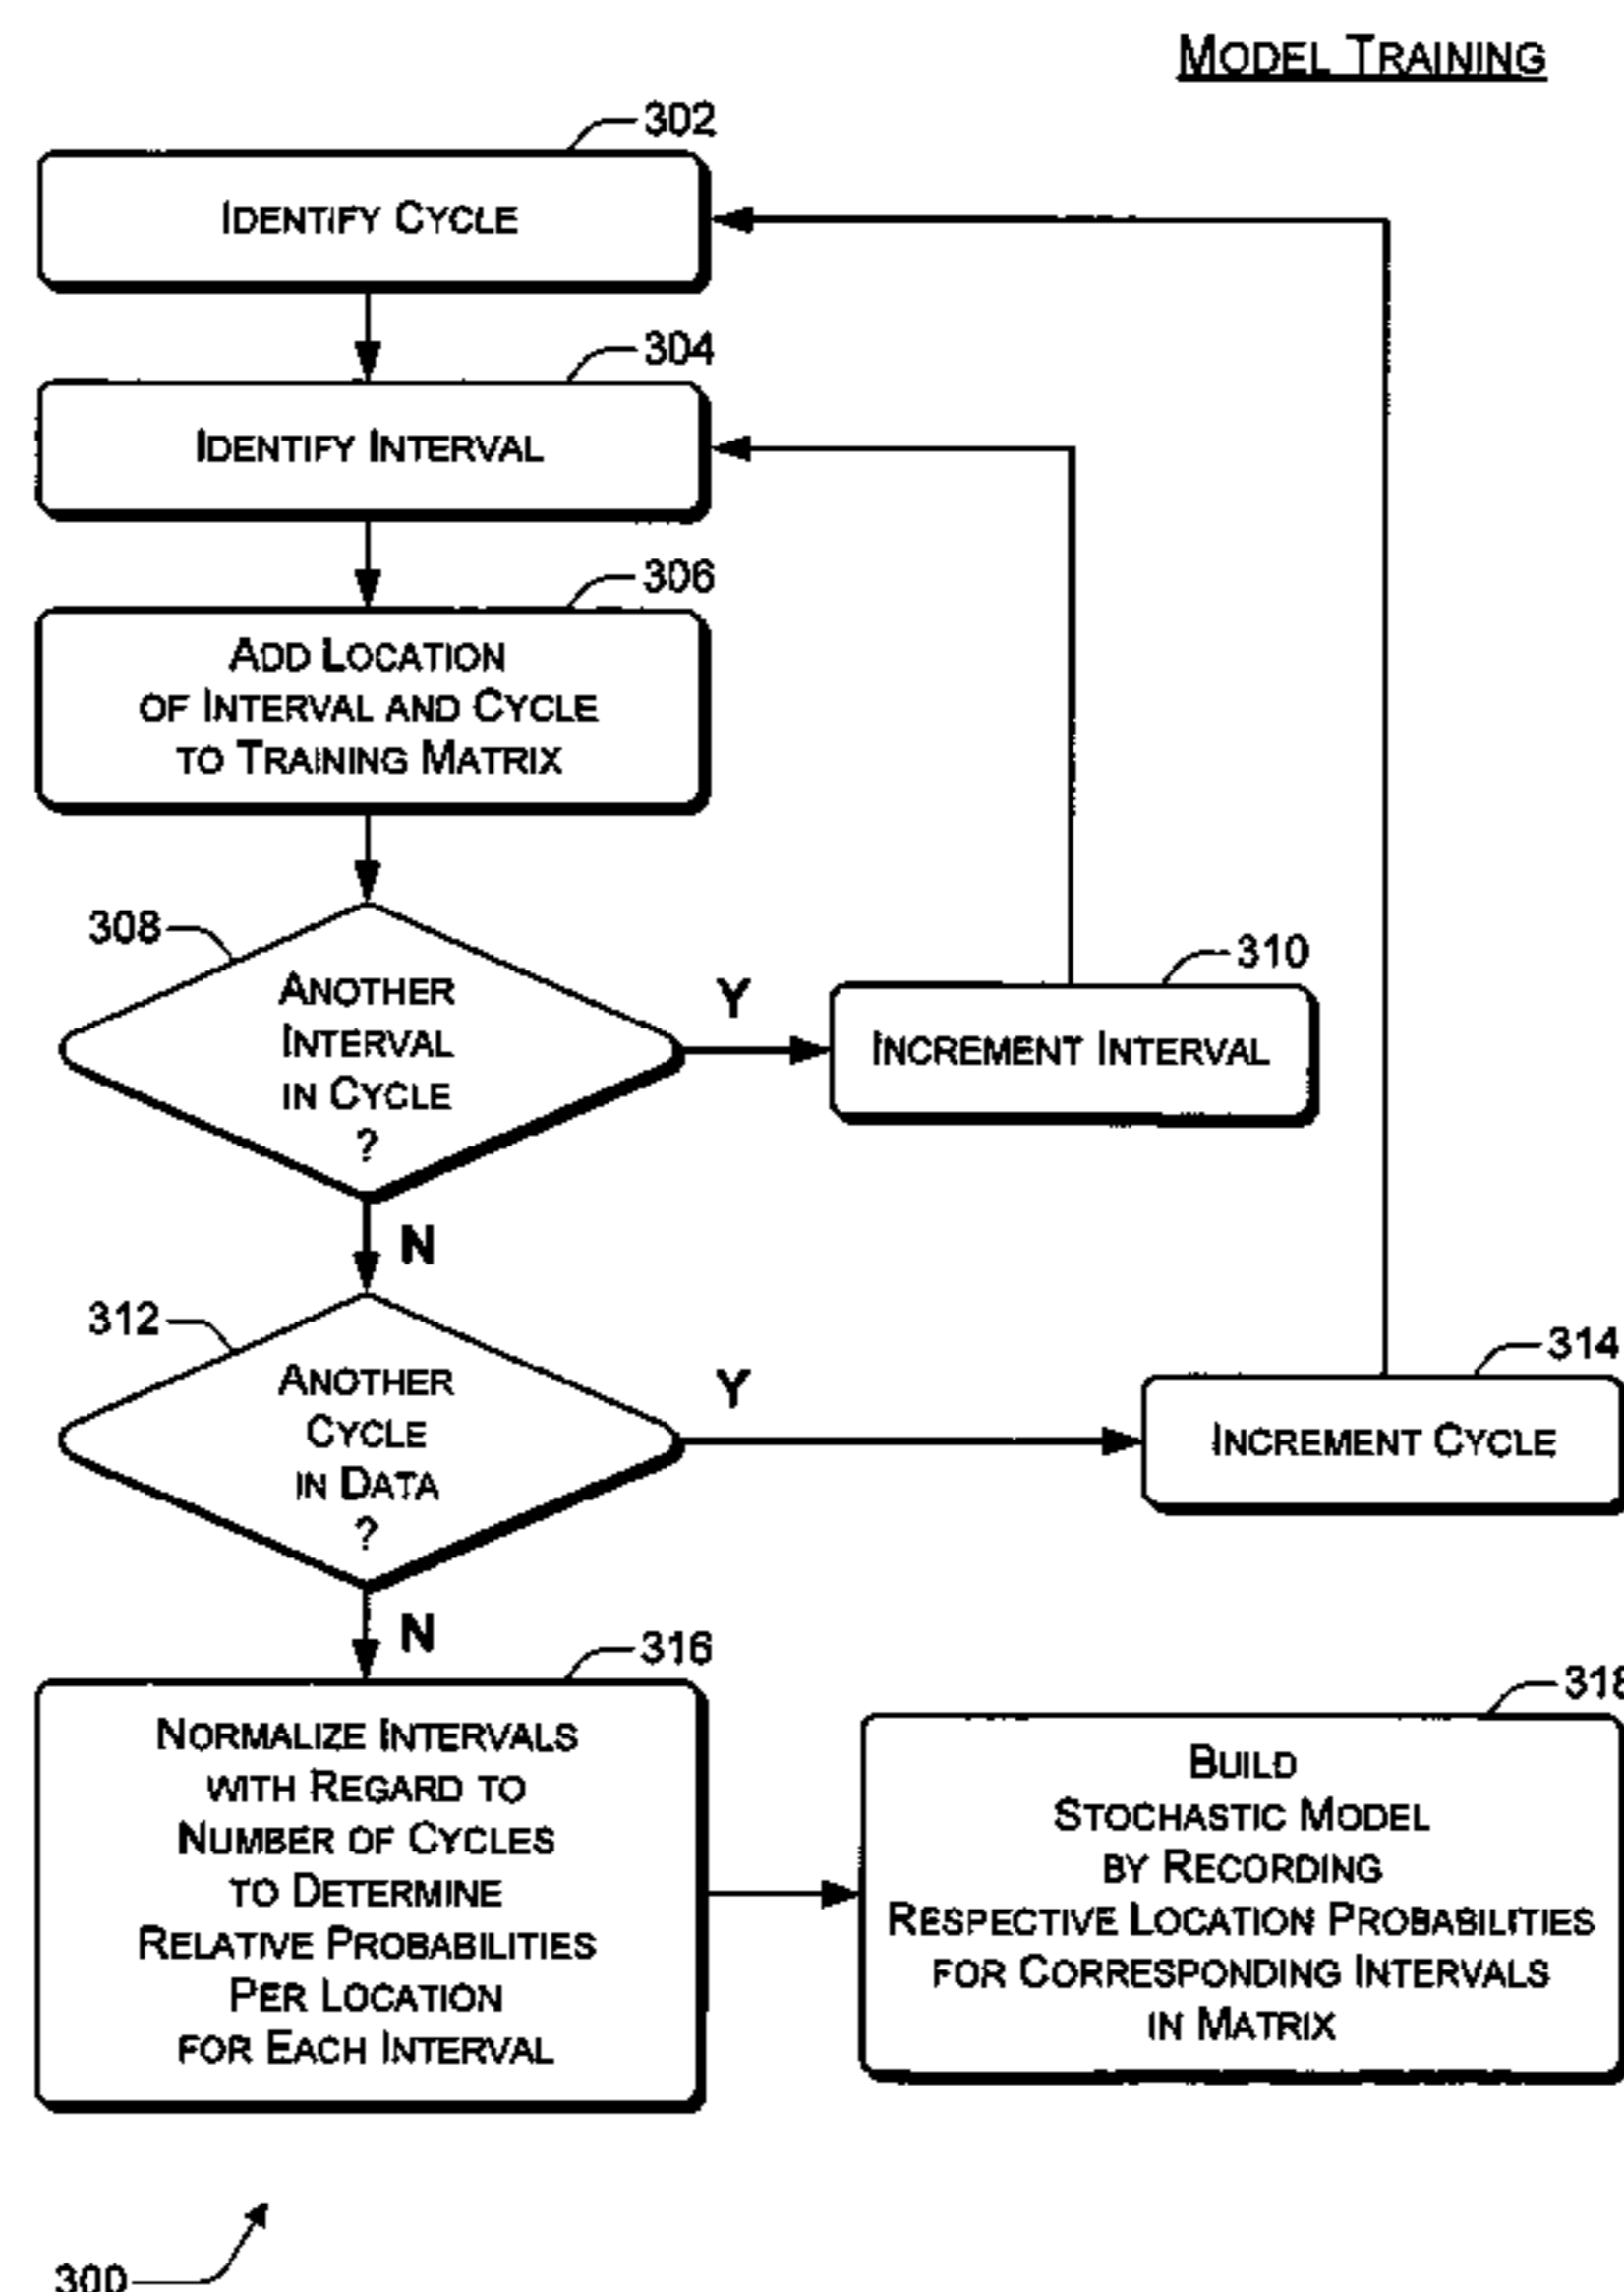 MODEL TRAINING
302
IDENTIFY CYCLE
304
IDENTIFY INTERVAL
306
ADD LOCATION
OF INTERVAL AND CYCLE
TO TRAINING MATRIX
308
ANOTHER
INTERVAL
IN CYCLE
?
Y
310
INCREMENT INTERVAL
N
312
ANOTHER
CYCLE
IN DATA
?
Y
314
INCREMENT CYCLE
N
316
NORMALIZE INTERVALS
WITH REGARD TO
NUMBER OF CYCLES
TO DETERMINE
RELATIVE PROBABILITIES
PER LOCATION
FOR EACH INTERVAL
318
BUILD
STOCHASTIC MODEL
BY RECORDING
RESPECTIVE LOCATION PROBABILITIES
FOR CORRESPONDING INTERVALS
IN MATRIX
300